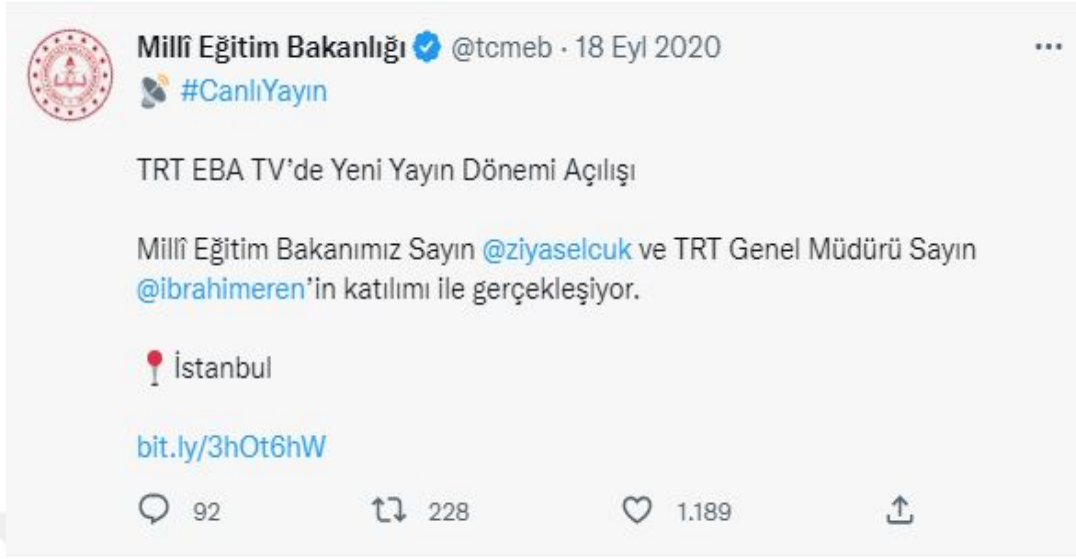 Millî Eğitim Bakanlığı @tcmeb · 18 Eyl 2020
#CanlıYayın
TRT EBA TV’de Yeni Yayın Dönemi Açılışı
Millî Eğitim Bakanımız Sayın @ziyaselcuk ve TRT Genel Müdürü Sayın
@ibrahimeren’in katılımı ile gerçekleşiyor.
📍 İstanbul
bit.ly/3hOt6hW
92 228 1.189